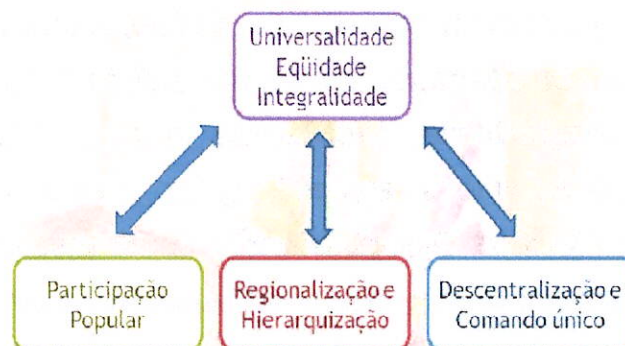 Universalidade
Eqüidade
Integralidade
Participação
Popular
Regionalização e
Hierarquização
Descentralização e
Comando único